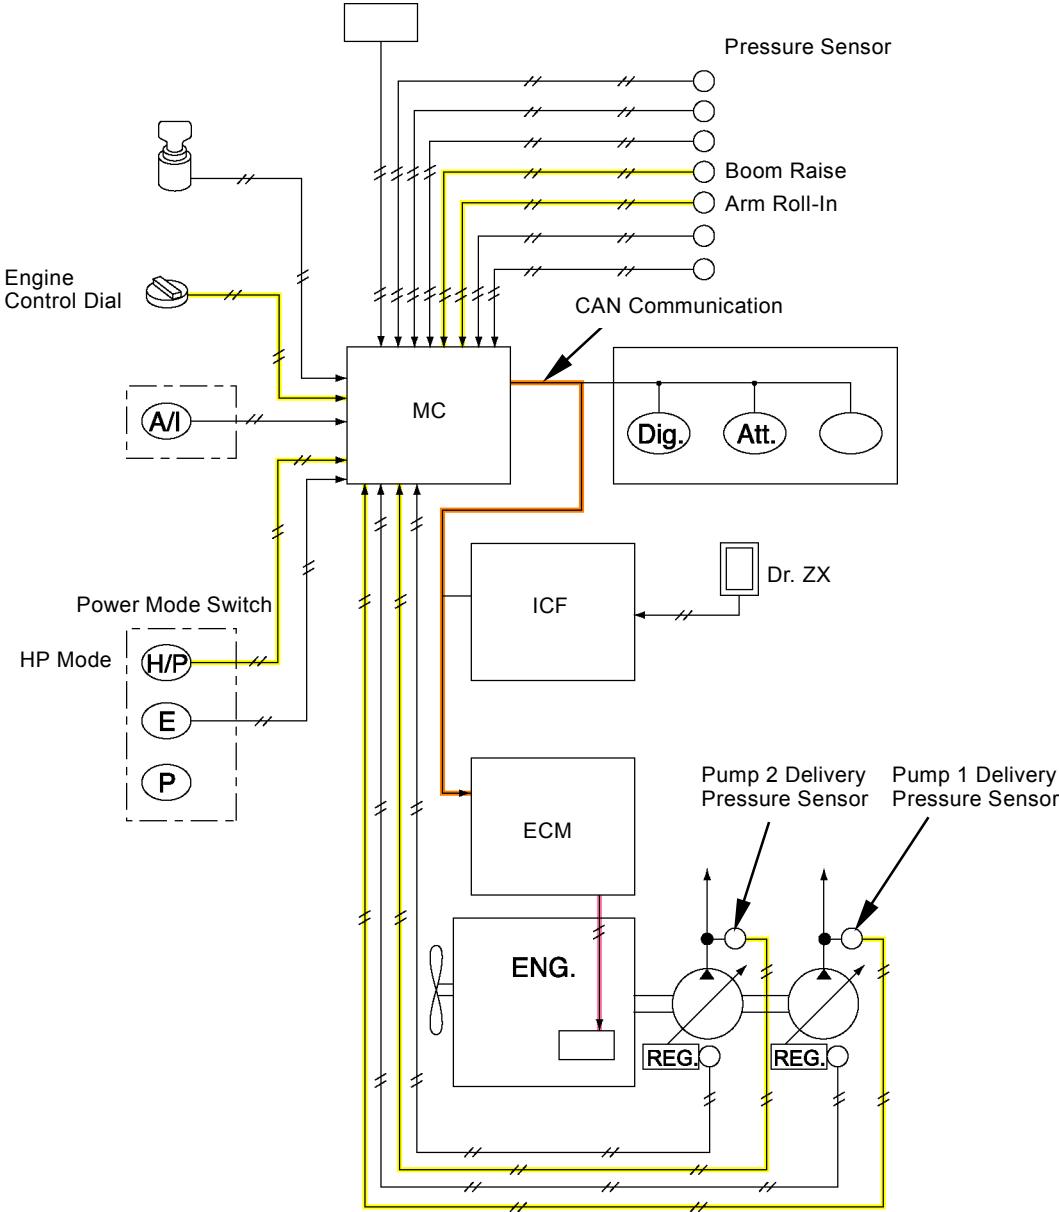 Pressure Sensor
Boom Raise
Arm Roll-In
Engine
Control Dial
CAN Communication
MC
A/I
Dig.
Att.
Dr. ZX
ICF
Power Mode Switch
HP Mode
H/P
E
P
Pump 2 Delivery
Pressure Sensor
Pump 1 Delivery
Pressure Sensor
ECM
ENG.
REG.
REG.